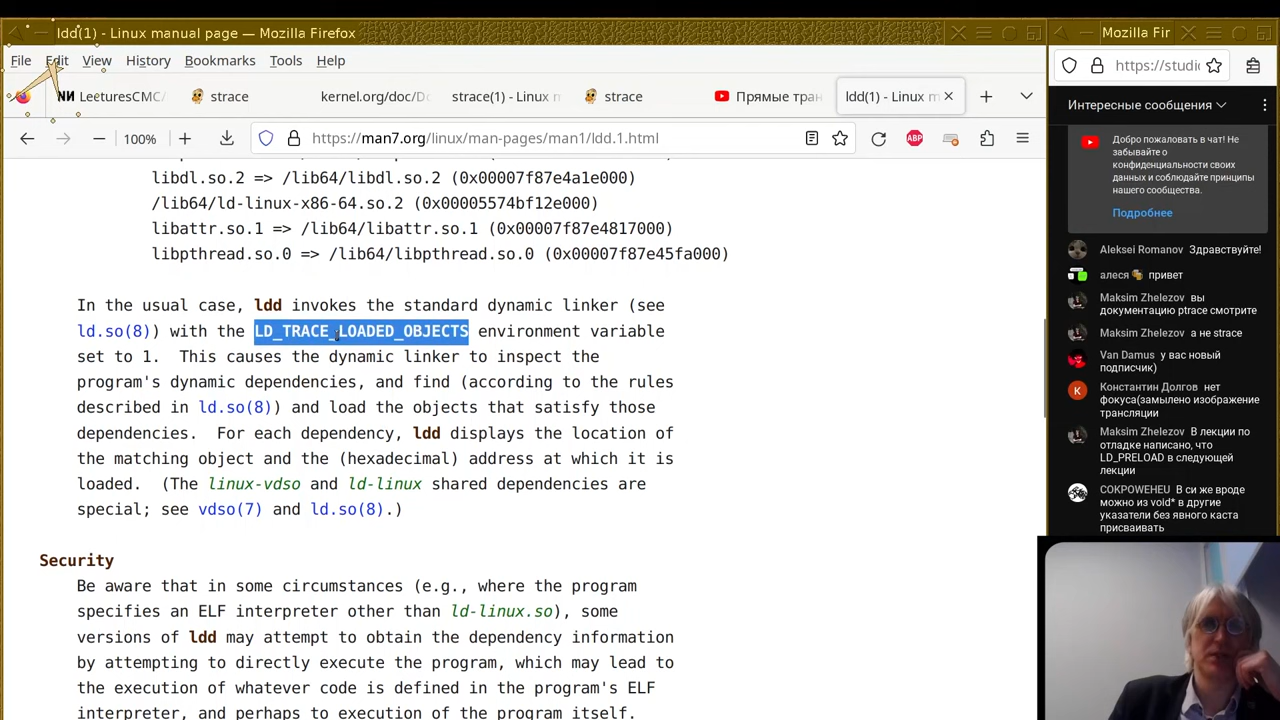 ldd(1) - Linux manual page — Mozilla Firefox
File Edit View History Bookmarks Tools Help
LecturesCMC/
strace
kernel.org/doc/Do
strace(1) - Linux m
strace
Прямые тран
ldd(1) - Linux m
100%
https://man7.org/linux/man-pages/man1/ldd.1.html
libdl.so.2 => /lib64/libdl.so.2 (0x00007f87e4a1e000)
/lib64/ld-linux-x86-64.so.2 (0x00005574bf12e000)
libattr.so.1 => /lib64/libattr.so.1 (0x00007f87e4817000)
libpthread.so.0 => /lib64/libpthread.so.0 (0x00007f87e45fa000)
In the usual case, ldd invokes the standard dynamic linker (see
ld.so(8)) with the LD_TRACE_LOADED_OBJECTS environment variable
set to 1. This causes the dynamic linker to inspect the
program's dynamic dependencies, and find (according to the rules
described in ld.so(8)) and load the objects that satisfy those
dependencies. For each dependency, ldd displays the location of
the matching object and the (hexadecimal) address at which it is
loaded. (The linux-vdso and ld-linux shared dependencies are
special; see vdso(7) and ld.so(8).)
Security
Be aware that in some circumstances (e.g., where the program
specifies an ELF interpreter other than ld-linux.so), some
versions of ldd may attempt to obtain the dependency information
by attempting to directly execute the program, which may lead to
the execution of whatever code is defined in the program's ELF
interpreter, and perhaps to execution of the program itself.
Mozilla Fir
https://studio
Интересные сообщения
Добро пожаловать в чат! Не
забывайте о
конфиденциальности своих
данных и соблюдайте принципы
нашего сообщества.
Подробнее
Aleksei Romanov Здравствуйте!
алеся привет
Maksim Zhelezov вы
документацию ptrace смотрите
Maksim Zhelezov а не strace
Van Damus у вас новый
подписчик)
Константин Долгов нет
фокуса(замылено изображение
трансляции
Maksim Zhelezov В лекции по
отладке написано, что
LD_PRELOAD в следующей
лекции
COKPOWEHEU В си же вроде
можно из void* в другие
указатели без явного каста
присваивать